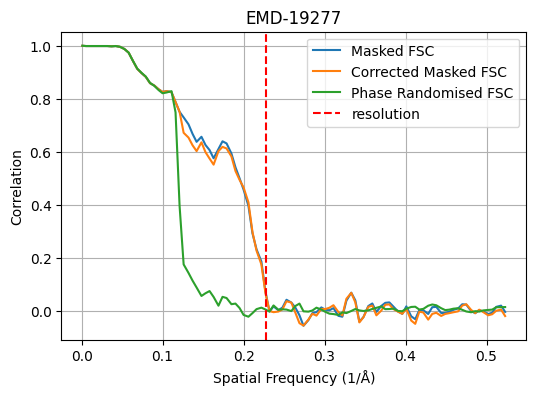 EMD-19277
Masked FSC
Corrected Masked FSC
Phase Randomised FSC
resolution
Correlation
1.0
0.8
0.6
0.4
0.2
0.0
0.0 0.1 0.2 0.3 0.4 0.5
Spatial Frequency (1/Å)